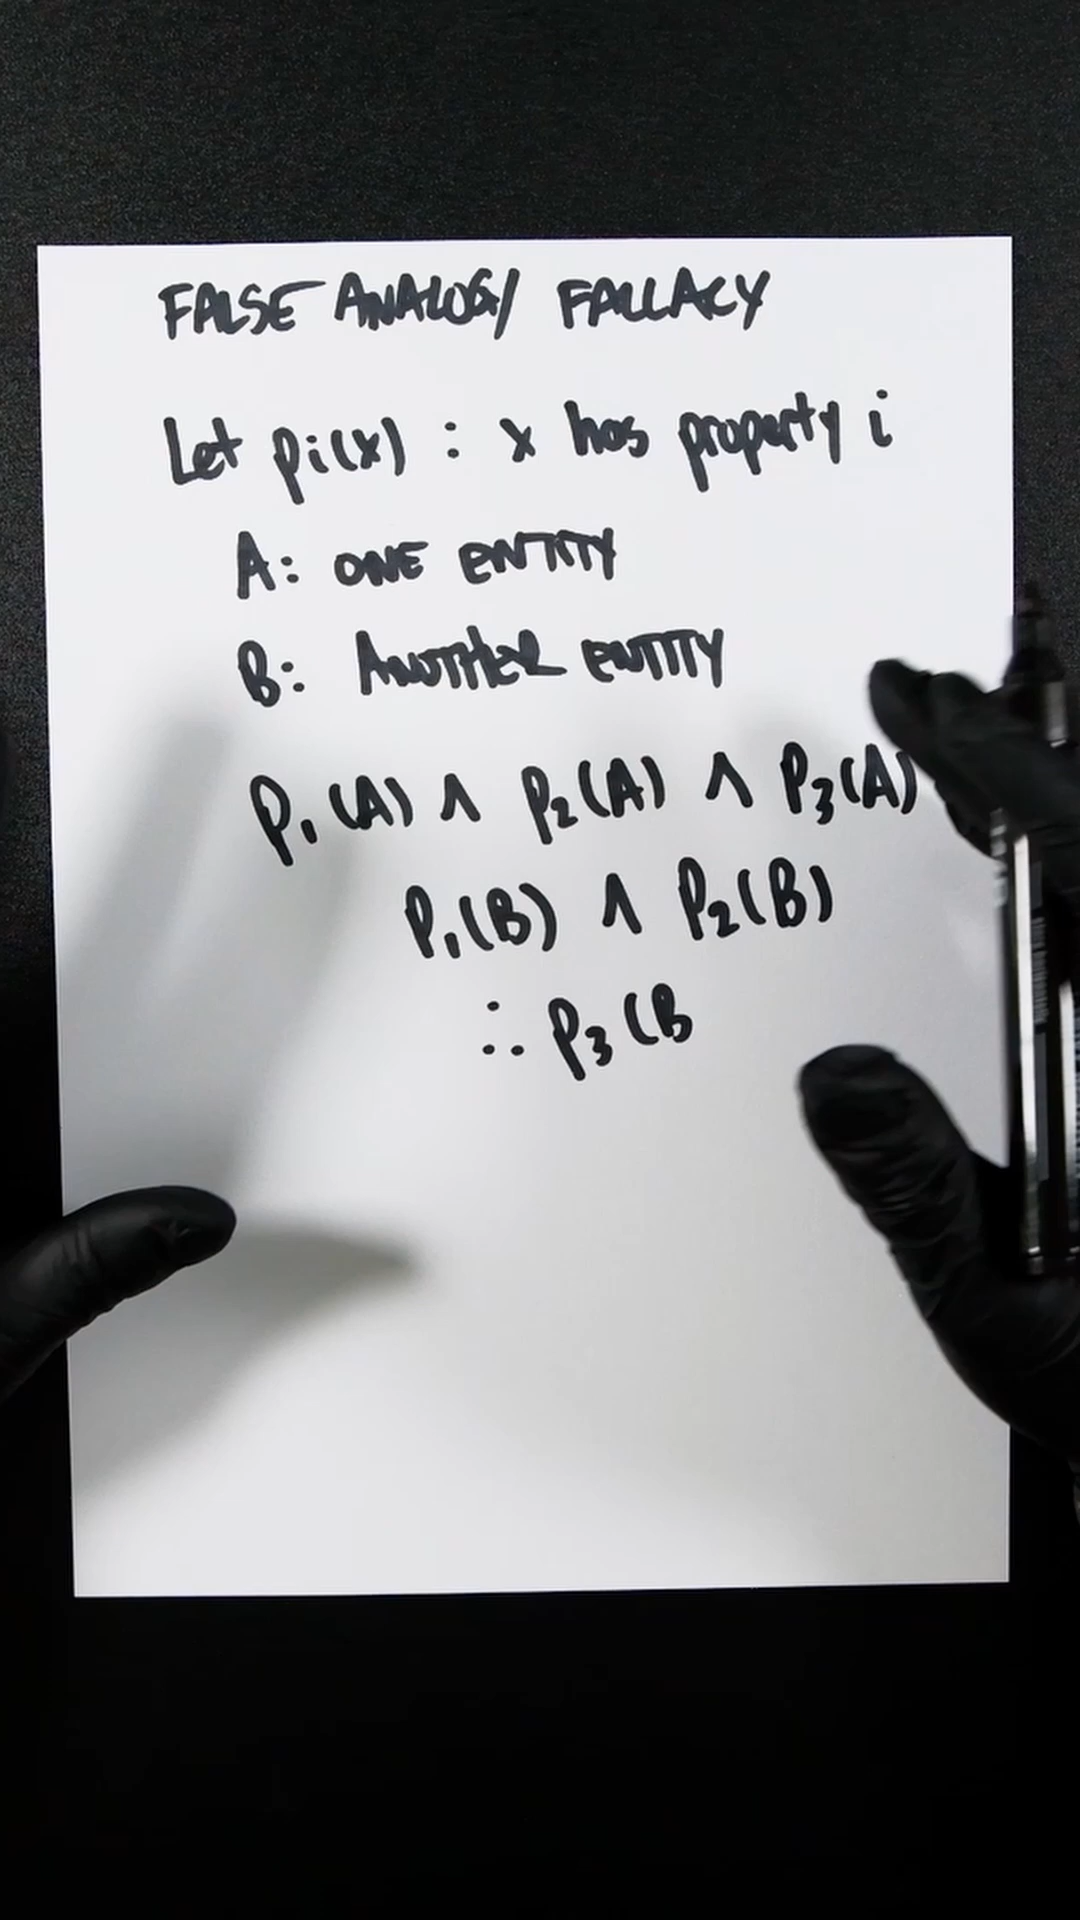 FALSE ANALOGY FALLACY
Let Pi(x) : x has property i
A: ONE ENTITY
B: ANOTHER ENTITY
P₁(A) ∧ P₂(A) ∧ P₃(A)
P₁(B) ∧ P₂(B)
∴ P₃(B